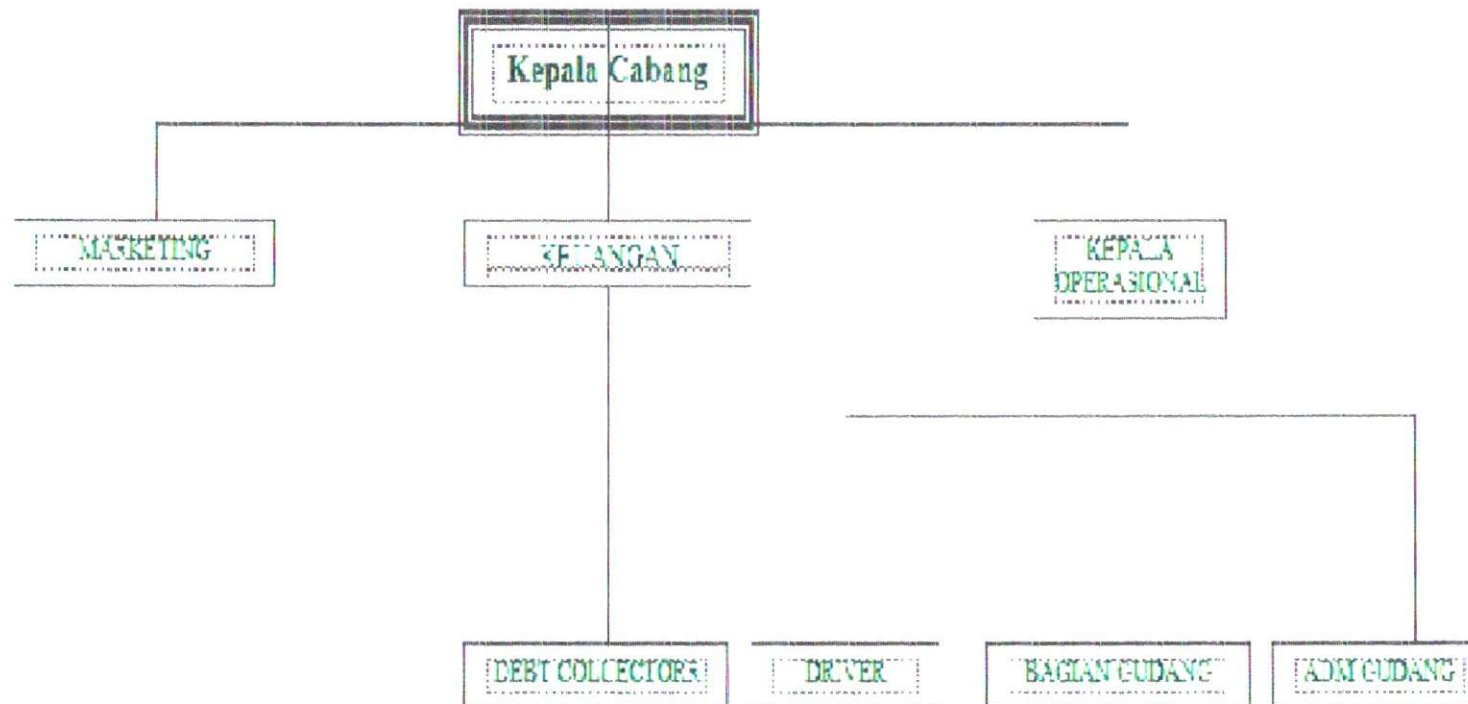 Kepala Cabang
MARKETING
KEUANGAN
KEPALA
OPERASIONAL
DEBT COLLECTORS
DRIVER
BAGIAN GUDANG
ADM GUDANG